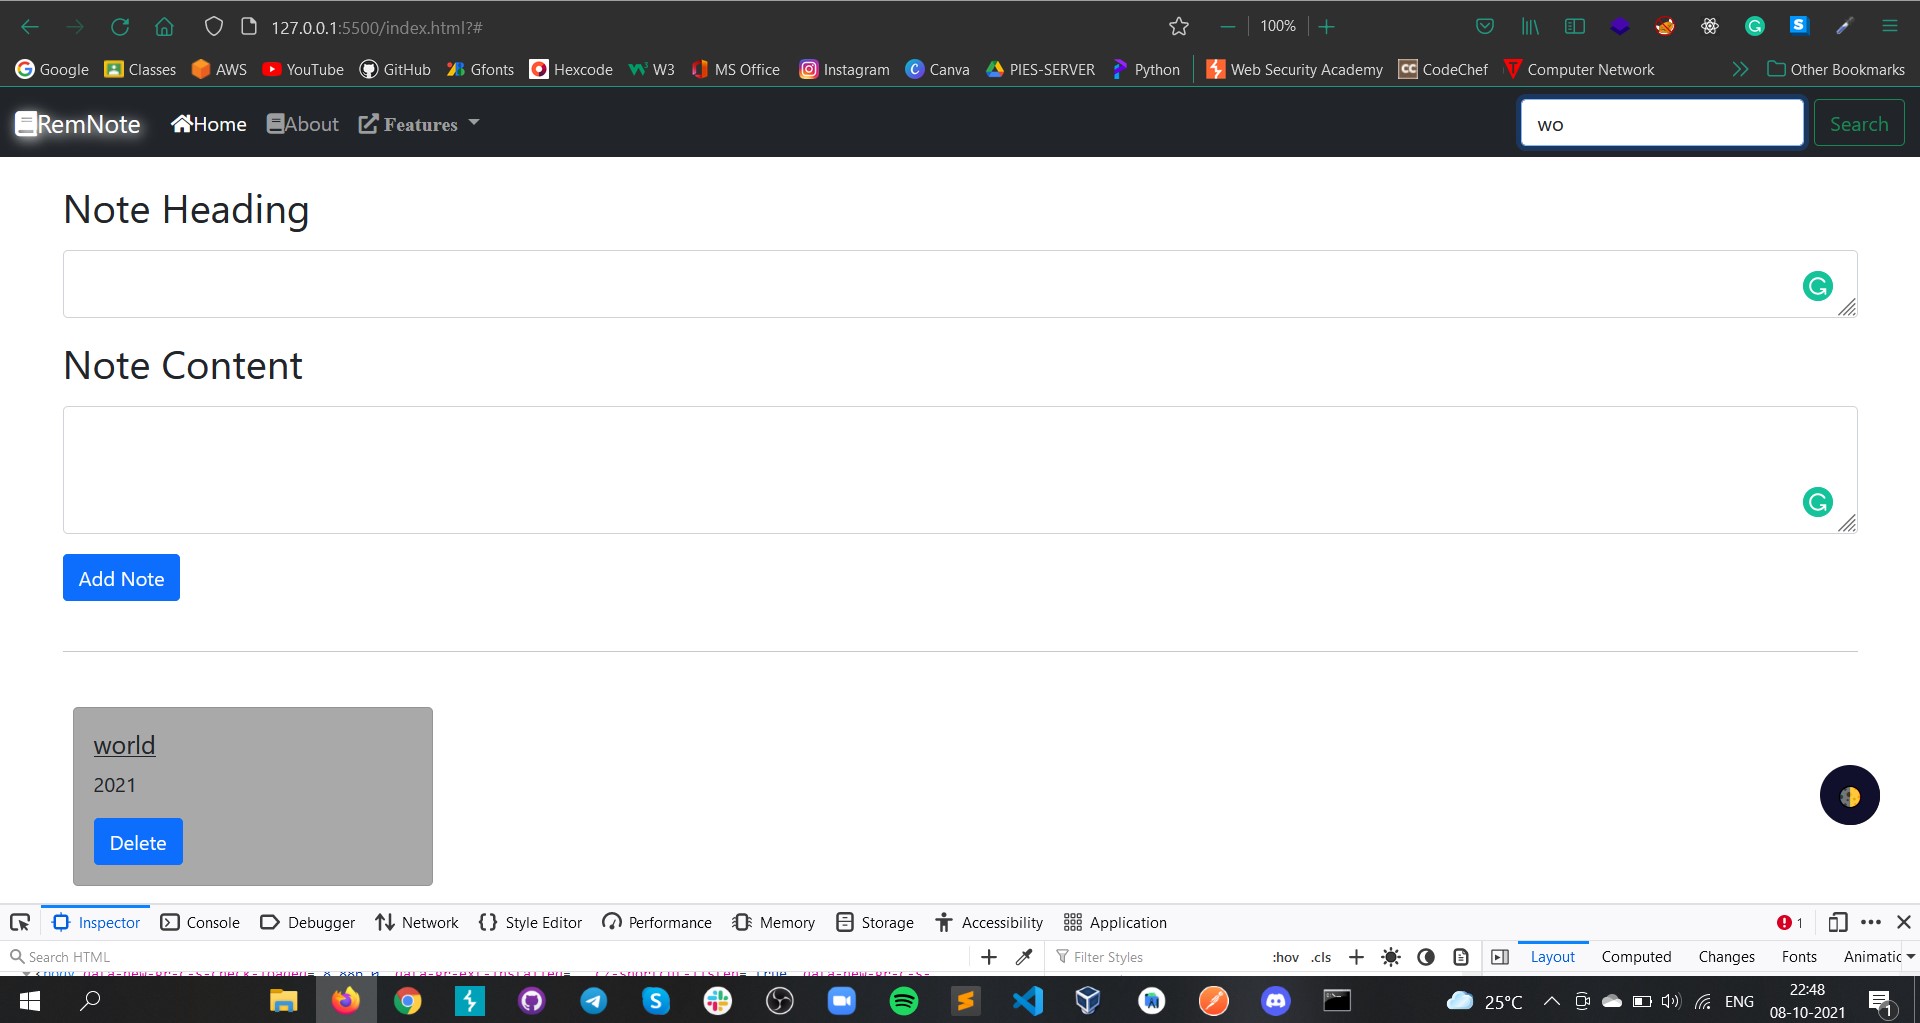 127.0.0.1:5500/index.html?#
100%
Google Classes AWS YouTube GitHub Gfonts Hexcode W3 MS Office Instagram Canva PIES-SERVER Python Web Security Academy CodeChef Computer Network Other Bookmarks
RemNote Home About Features wo Search
Note Heading
Note Content
Add Note
world
2021
Delete
Inspector Console Debugger Network Style Editor Performance Memory Storage Accessibility Application 1
Search HTML Filter Styles :hov .cls Layout Computed Changes Fonts Animatic
25°C ENG 22:48
08-10-2021 1